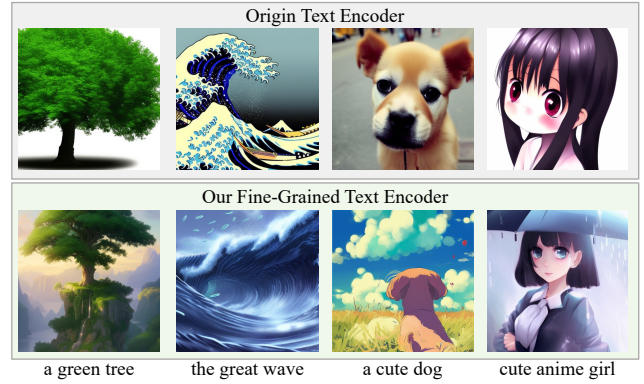 Origin Text Encoder
Our Fine-Grained Text Encoder
a green tree the great wave a cute dog cute anime girl